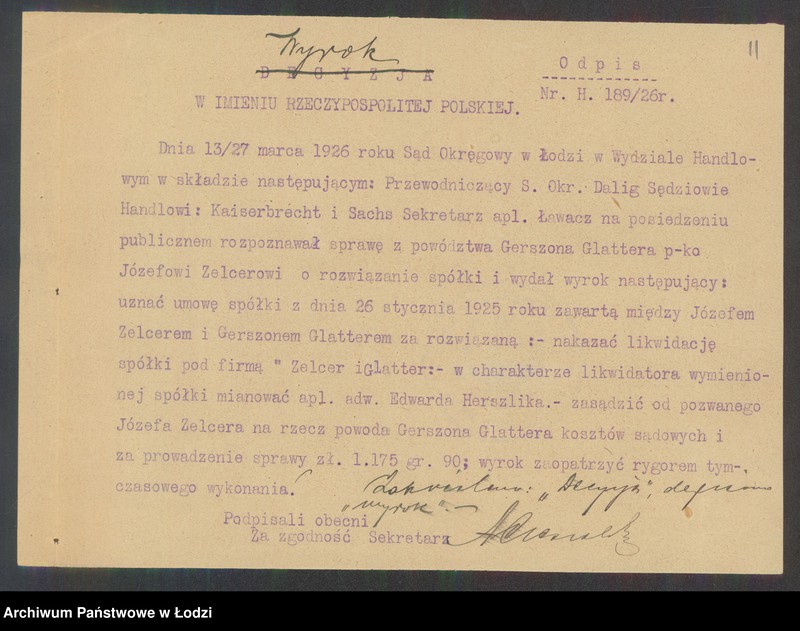 Wyrok
11
DECYZJA
Odpis
Nr. H. 189/26r.
W IMIENIU RZECZYPOSPOLITEJ POLSKIEJ.
Dnia 13/27 marca 1926 roku Sąd Okręgowy w Łodzi w Wydziale Handlo-
wym w składzie następującym: Przewodniczący S. Okr. Dalig Sędziowie
Handlowi: Kaiserbrecht i Sachs Sekretarz apl. Ławacz na posiedzeniu
publicznem rozpoznawał sprawę z powództwa Gerszona Glattera p-ko
Józefowi Zelcerowi o rozwiązanie spółki i wydał wyrok następujący:
uznać umowę spółki z dnia 26 stycznia 1925 roku zawartą między Józefem
Zelcerem i Gerszonem Glatterem za rozwiązaną :- nakazać likwidację
spółki pod firmą " Zelcer iGlatter:- w charakterze likwidatora wymienio-
nej spółki mianować apl. adw. Edwarda Herszlika.- zasądzić od pozwanego
Józefa Zelcera na rzecz powoda Gerszona Glattera kosztów sądowych i
za prowadzenie sprawy zł. 1.175 gr. 90; wyrok zaopatrzyć rygorem tym-
czasowego wykonania.
„Decyzja",
„wyrok".-
Podpisali obecni
Za zgodność Sekretarz
Archiwum Państwowe w Łodzi